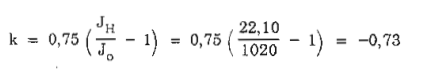 k = 0,75 ( J_H / J_o − 1) = 0,75 ( 22,10 / 1020 − 1) = −0,73